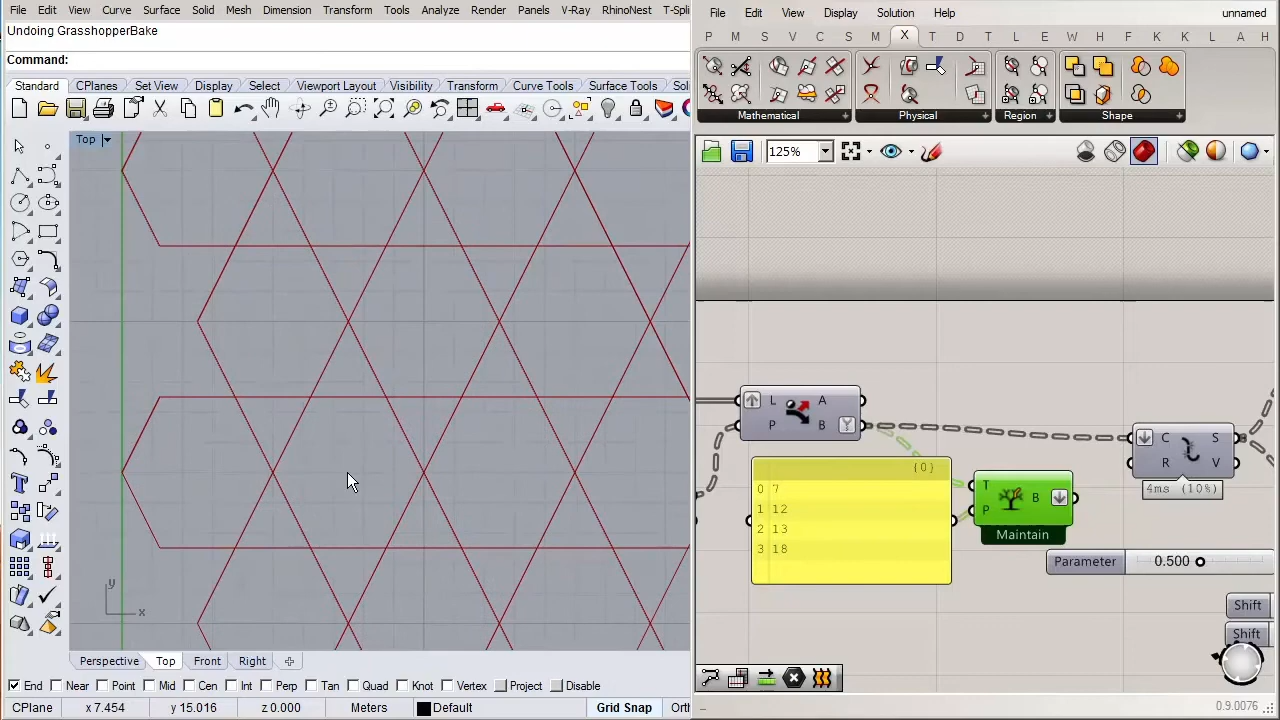 File Edit View Curve Surface Solid Mesh Dimension Transform Tools Analyze Render Panels V-Ray RhinoNest T-Spli
Undoing GrasshopperBake
Command:
Standard CPlanes Set View Display Select Viewport Layout Visibility Transform Curve Tools Surface Tools Sol
Top
y
x
Perspective Top Front Right
End Near Point Mid Cen Int Perp Tan Quad Knot Vertex Project Disable
CPlane x 7.454 y 15.016 z 0.000 Meters Default Grid Snap Ort
File Edit View Display Solution Help unnamed
P M S V C S M X T D T L E W H F P K K L A H
Mathematical Physical Region Shape
125%
L A
P B
{0}
0 7
1 12
2 13
3 18
T B
P
Maintain
C S
R V
4ms (10%)
Parameter 0.500
Shift
Shift
0.9.0076